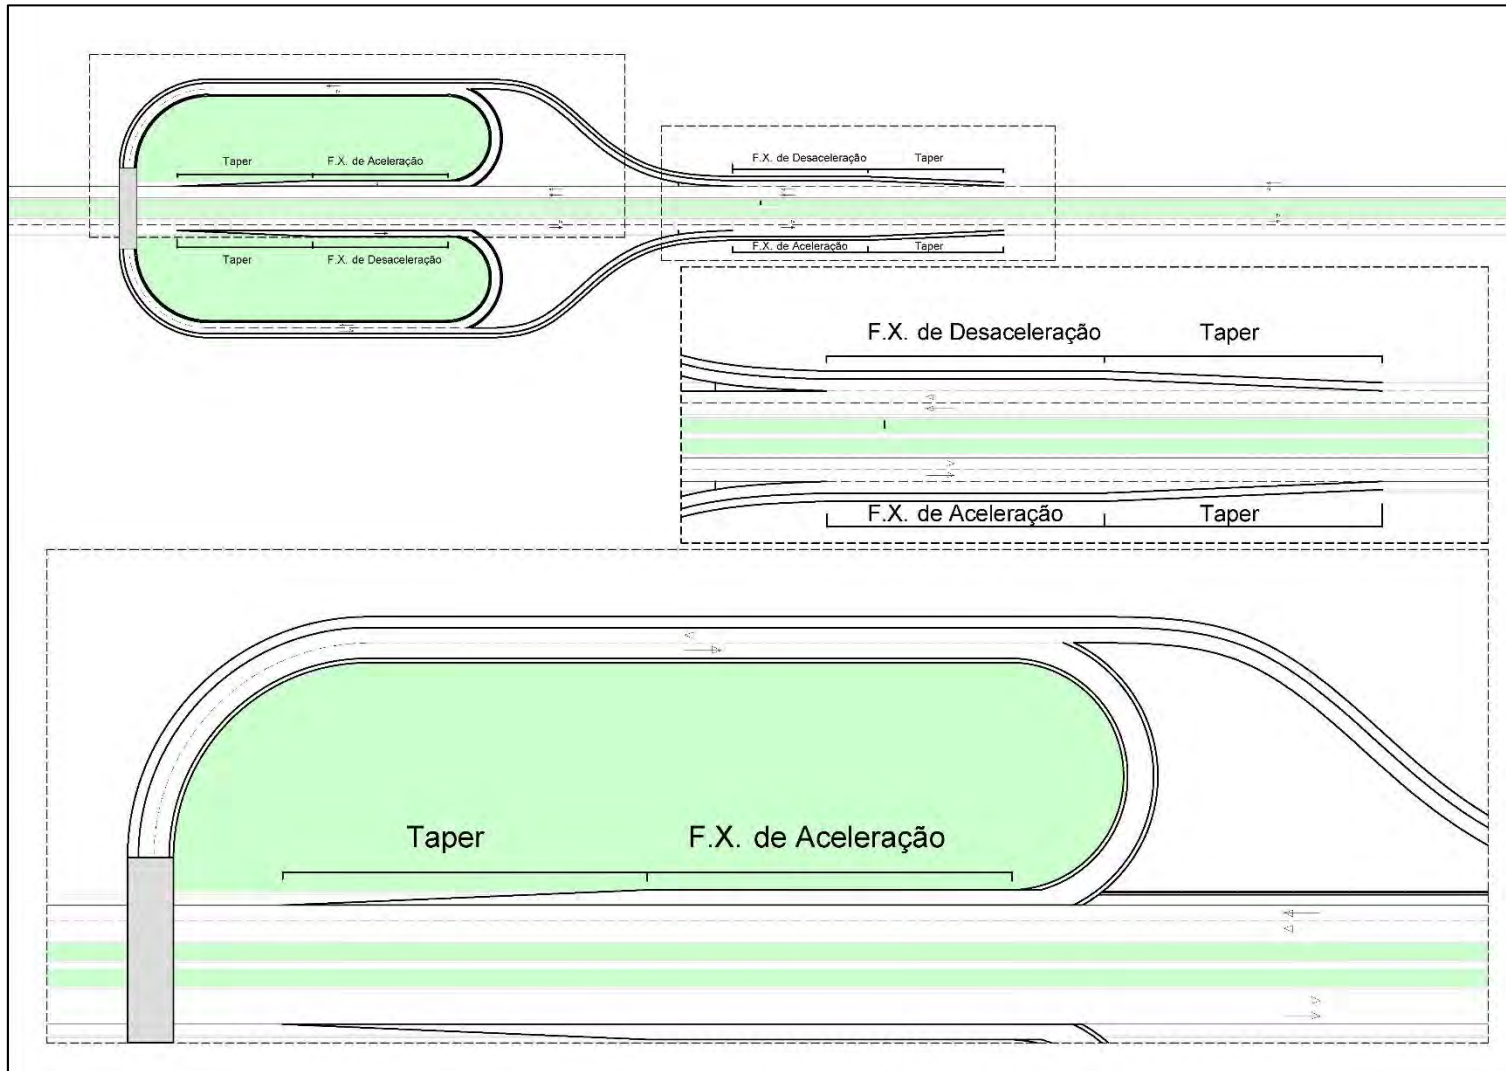 Taper F.X. de Aceleração
F.X. de Desaceleração Taper
Taper F.X. de Desaceleração
F.X. de Aceleração Taper
F.X. de Desaceleração Taper
F.X. de Aceleração Taper
Taper F.X. de Aceleração